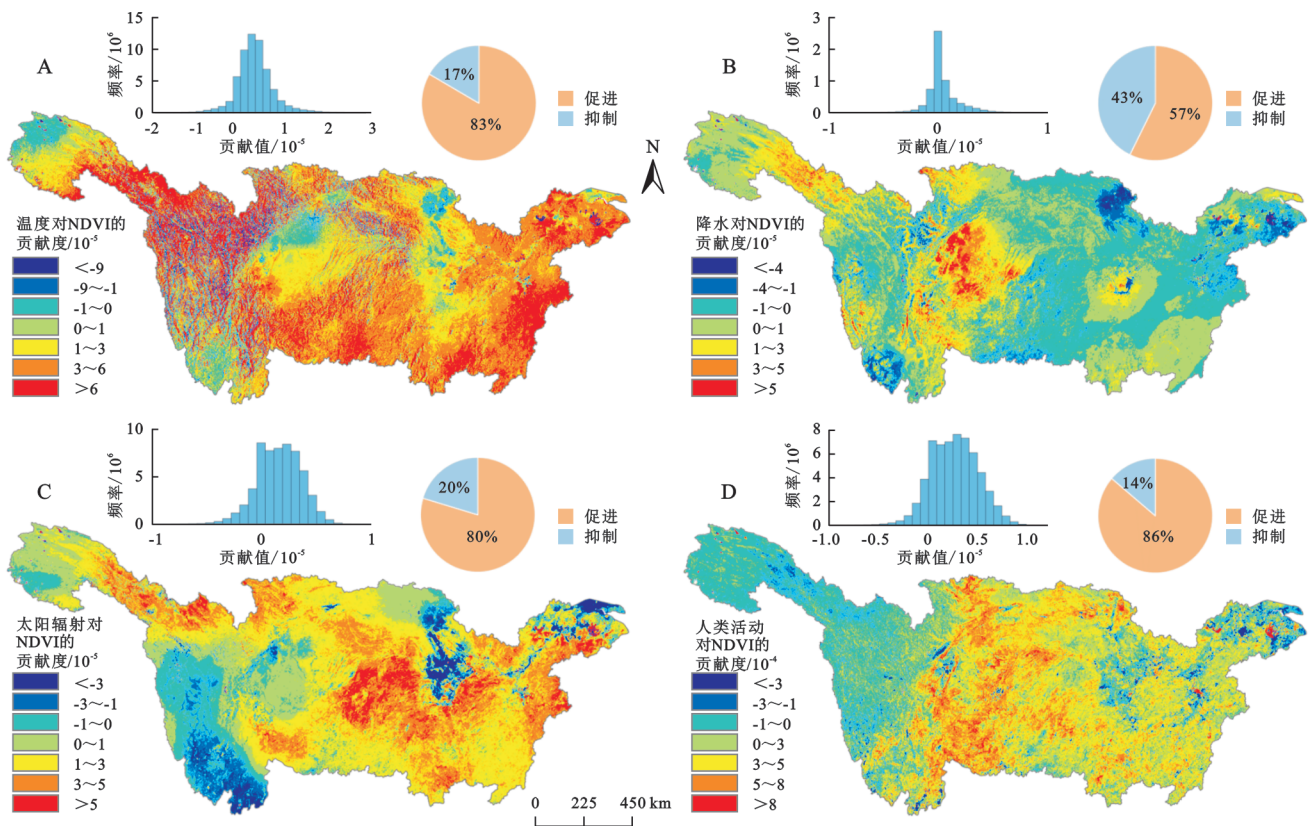 A
频率/10⁶
15
10
5
0
-2
-1
0
1
2
3
贡献值/10⁻⁵
17%
83%
促进
抑制
温度对NDVI的
贡献度/10⁻⁵
<-9
-9～-1
-1～0
0～1
1～3
3～6
>6
N
B
频率/10⁶
3
2
1
0
-1
0
1
贡献值/10⁻⁵
43%
57%
促进
抑制
降水对NDVI的
贡献度/10⁻⁵
<-4
-4～-1
-1～0
0～1
1～3
3～5
>5
C
频率/10⁶
10
5
0
-1
0
1
贡献值/10⁻⁵
20%
80%
促进
抑制
太阳辐射对
NDVI的
贡献度/10⁻⁵
<-3
-3～-1
-1～0
0～1
1～3
3～5
>5
0 225 450 km
D
频率/10⁶
8
6
4
2
0
-1.0
-0.5
0
0.5
1.0
贡献值/10⁻⁵
14%
86%
促进
抑制
人类活动
对NDVI的
贡献度/10⁻⁴
<-3
-3～-1
-1～0
0～3
3～5
5～8
>8